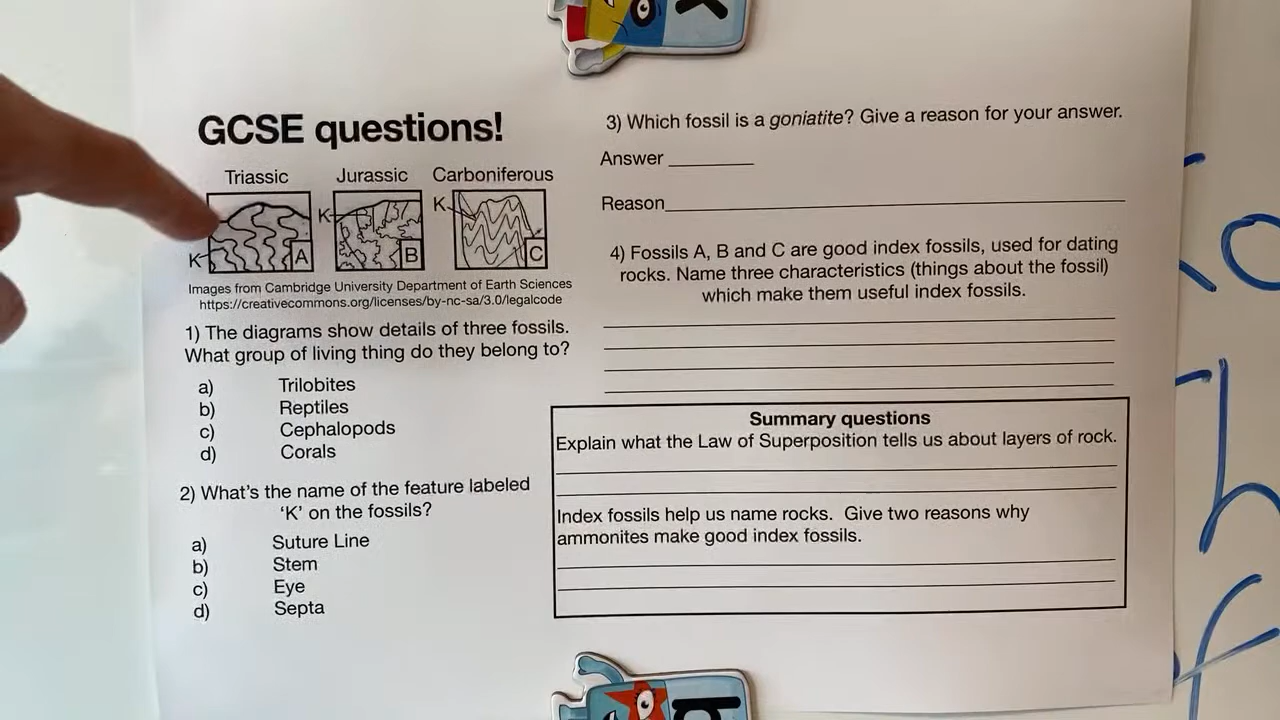 GCSE questions!
Triassic
Jurassic
Carboniferous
K
A
K
B
K
C
Images from Cambridge University Department of Earth Sciences
https://creativecommons.org/licenses/by-nc-sa/3.0/legalcode
1) The diagrams show details of three fossils.
What group of living thing do they belong to?
a) Trilobites
b) Reptiles
c) Cephalopods
d) Corals
2) What's the name of the feature labeled
'K' on the fossils?
a) Suture Line
b) Stem
c) Eye
d) Septa
3) Which fossil is a goniatite? Give a reason for your answer.
Answer
Reason
4) Fossils A, B and C are good index fossils, used for dating
rocks. Name three characteristics (things about the fossil)
which make them useful index fossils.
Summary questions
Explain what the Law of Superposition tells us about layers of rock.
Index fossils help us name rocks. Give two reasons why
ammonites make good index fossils.